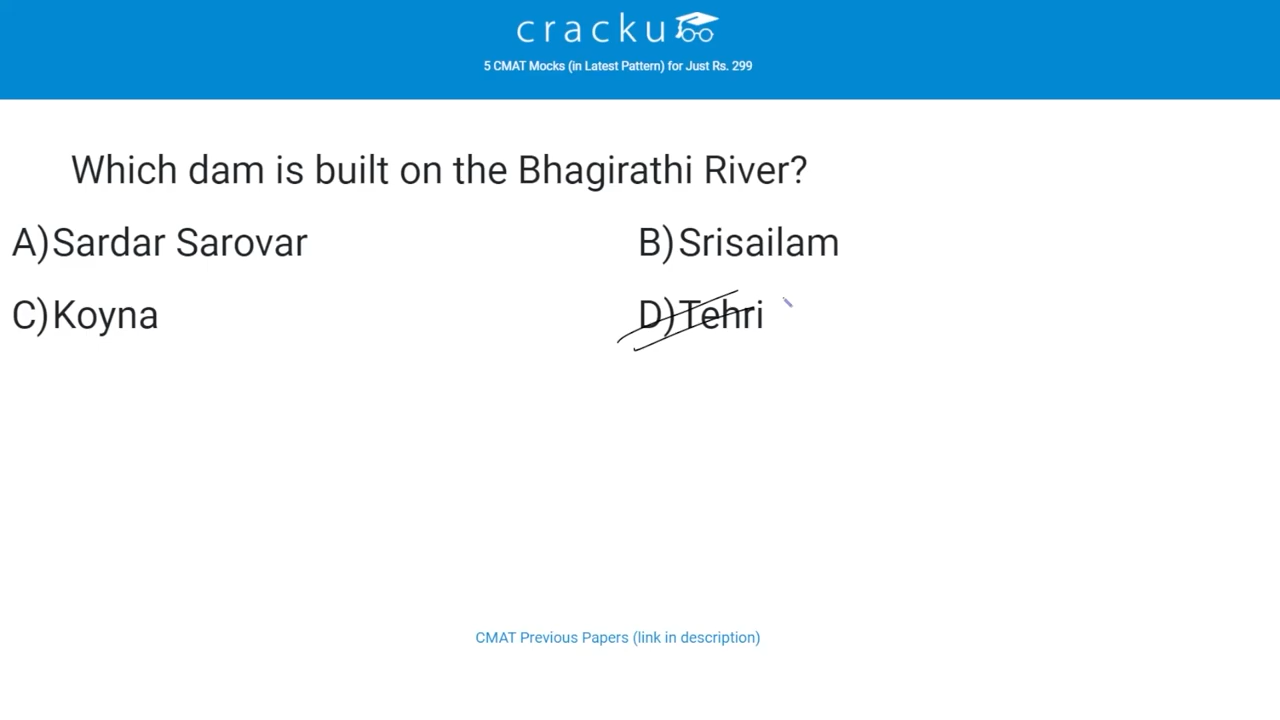 cracku
5 CMAT Mocks (in Latest Pattern) for Just Rs. 299
Which dam is built on the Bhagirathi River?
A)Sardar Sarovar
B)Srisailam
C)Koyna
D)Tehri
CMAT Previous Papers (link in description)